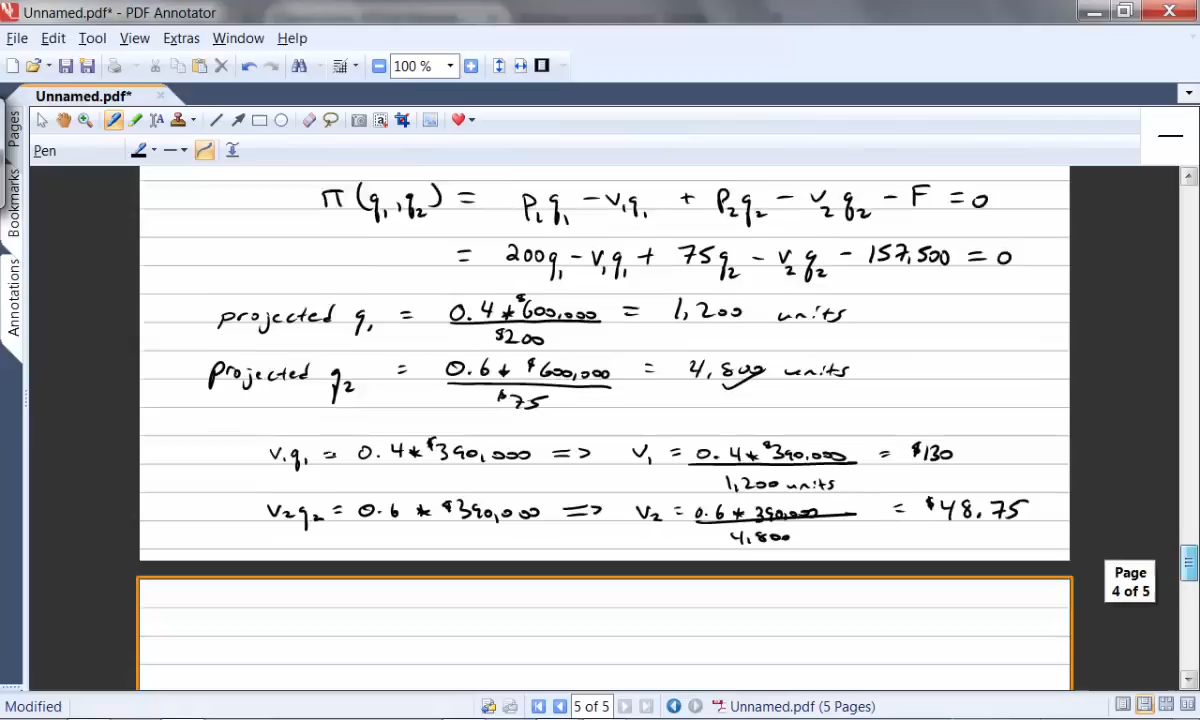 Unnamed.pdf* - PDF Annotator
File Edit Tool View Extras Window Help
100 %
Unnamed.pdf*
Pen
Pages
Bookmarks
Annotations
π(q₁,q₂) = p₁q₁ - v₁q₁ + p₂q₂ - v₂q₂ - F = 0
= 200q₁ - v₁q₁ + 75q₂ - v₂q₂ - 157,500 = 0
projected q₁ = 0.4 * $600,000 / $200 = 1,200 units
projected q₂ = 0.6 * $600,000 / $75 = 4,800 units
v₁q₁ = 0.4 * $390,000 => v₁ = 0.4 * $390,000 / 1,200 units = $130
v₂q₂ = 0.6 * $390,000 => v₂ = 0.6 * 390,000 / 4,800 = $48.75
Page
4 of 5
Modified
5 of 5
Unnamed.pdf (5 Pages)